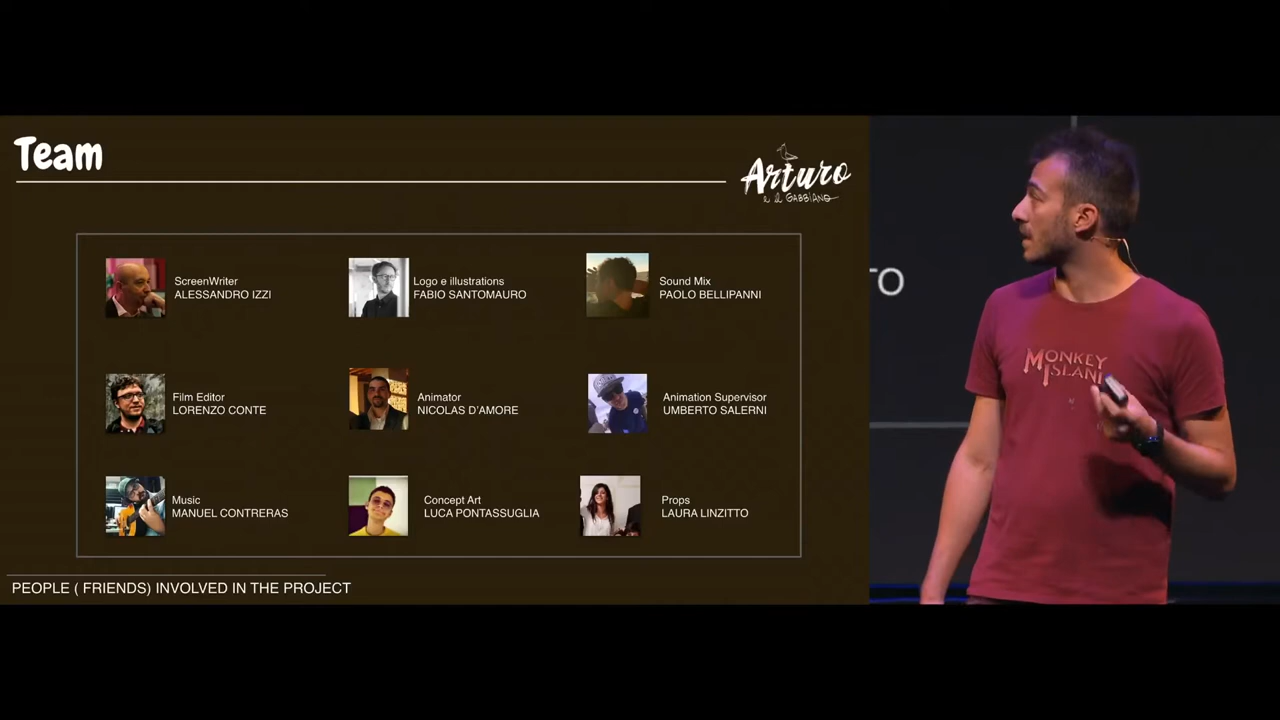 Team
Arturo
e il GABBIANO
ScreenWriter
ALESSANDRO IZZI
Logo e illustrations
FABIO SANTOMAURO
Sound Mix
PAOLO BELLIPANNI
Film Editor
LORENZO CONTE
Animator
NICOLAS D'AMORE
Animation Supervisor
UMBERTO SALERNI
Music
MANUEL CONTRERAS
Concept Art
LUCA PONTASSUGLIA
Props
LAURA LINZITTO
PEOPLE ( FRIENDS) INVOLVED IN THE PROJECT
TO
MONKEY
ISLAND